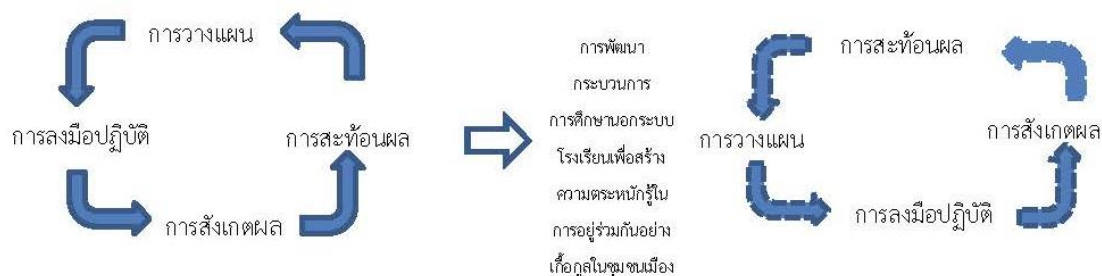 การวางแผน
การลงมือปฏิบัติ
การสะท้อนผล
การสังเกตผล
การพัฒนา
กระบวนการ
การศึกษานอกระบบ
โรงเรียนเพื่อสร้าง
ความตระหนักรู้ใน
การอยู่ร่วมกันอย่าง
เกื้อกูลในชุมชนเมือง
การสะท้อนผล
การวางแผน
การสังเกตผล
การลงมือปฏิบัติ